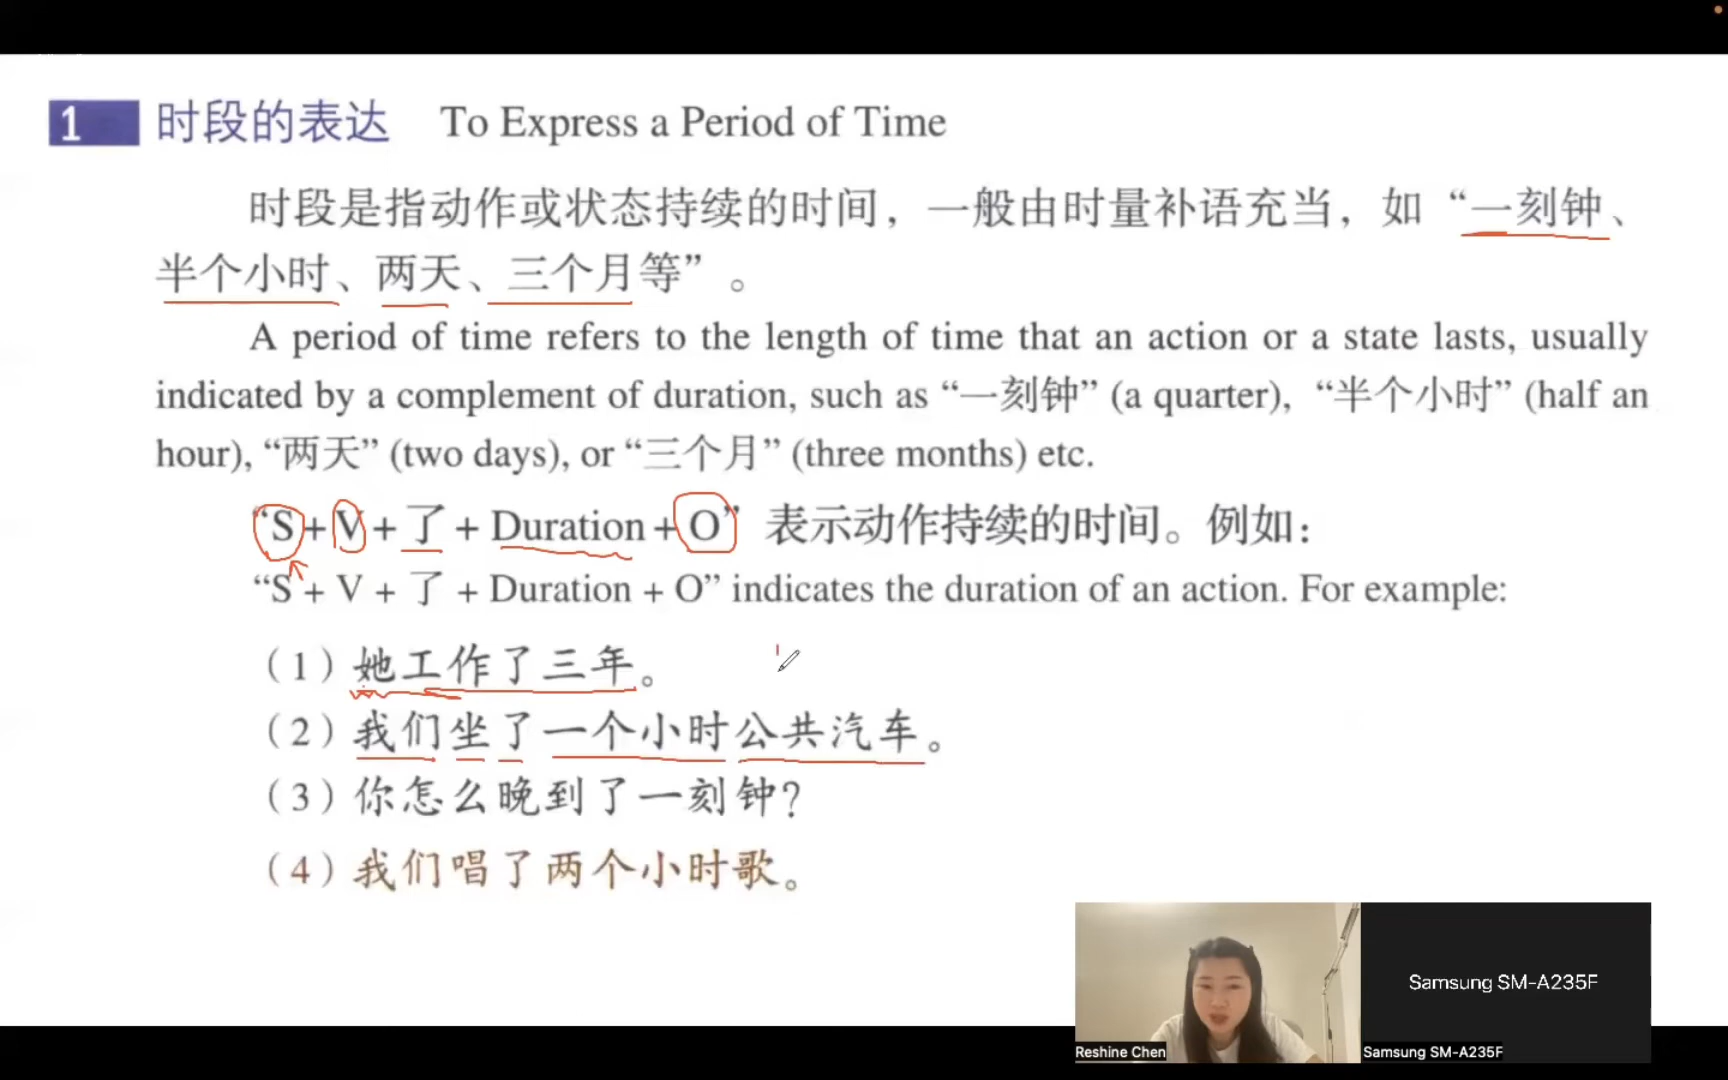 1 时段的表达 To Express a Period of Time
时段是指动作或状态持续的时间，一般由时量补语充当，如“一刻钟、
半个小时、两天、三个月等”。
A period of time refers to the length of time that an action or a state lasts, usually
indicated by a complement of duration, such as “一刻钟” (a quarter), “半个小时” (half an
hour), “两天” (two days), or “三个月” (three months) etc.
“S + V + 了 + Duration + O” 表示动作持续的时间。例如：
“S + V + 了 + Duration + O” indicates the duration of an action. For example:
（1）她工作了三年。
（2）我们坐了一个小时公共汽车。
（3）你怎么晚到了一刻钟？
（4）我们唱了两个小时歌。
Samsung SM-A235F
Reshine Chen
Samsung SM-A235F